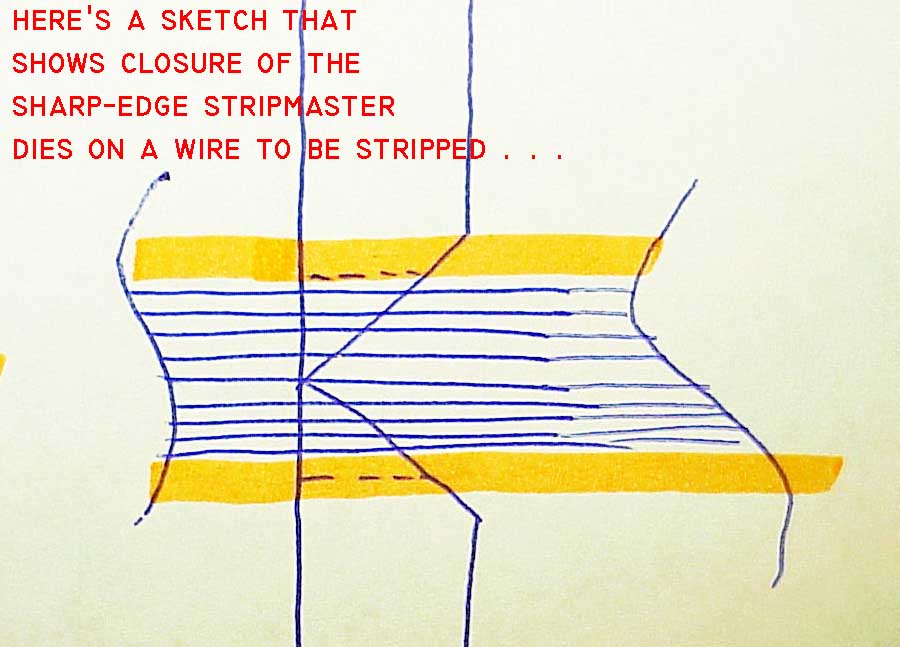 HERE'S A SKETCH THAT
SHOWS CLOSURE OF THE
SHARP-EDGE STRIPMASTER
DIES ON A WIRE TO BE STRIPPED . . .